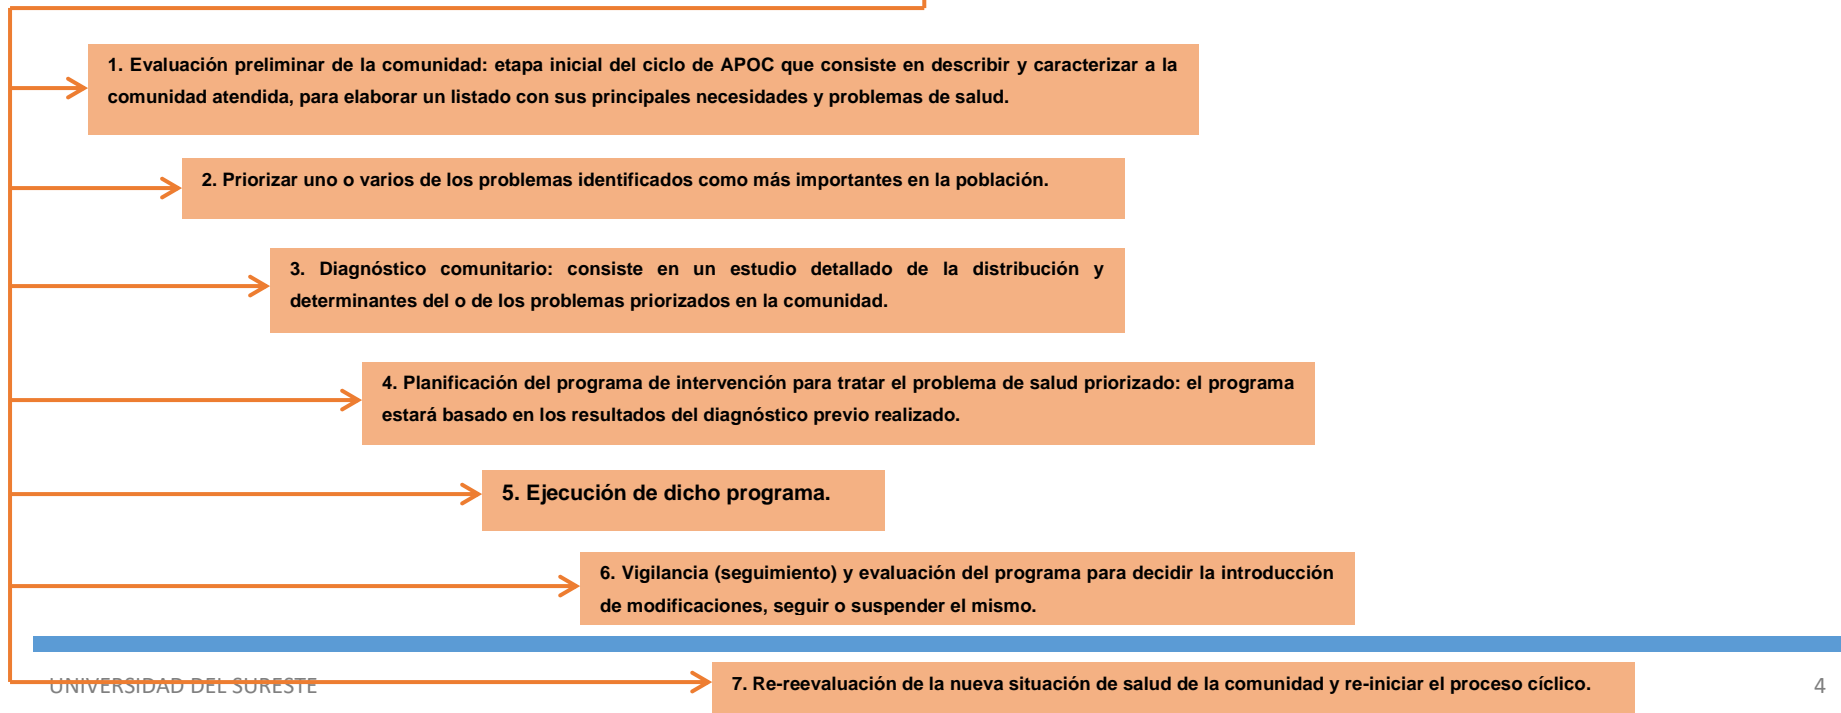 1. Evaluación preliminar de la comunidad: etapa inicial del ciclo de APOC que consiste en describir y caracterizar a la
comunidad atendida, para elaborar un listado con sus principales necesidades y problemas de salud.
2. Priorizar uno o varios de los problemas identificados como más importantes en la población.
3. Diagnóstico comunitario: consiste en un estudio detallado de la distribución y
determinantes del o de los problemas priorizados en la comunidad.
4. Planificación del programa de intervención para tratar el problema de salud priorizado: el programa
estará basado en los resultados del diagnóstico previo realizado.
5. Ejecución de dicho programa.
6. Vigilancia (seguimiento) y evaluación del programa para decidir la introducción
de modificaciones, seguir o suspender el mismo.
7. Re-reevaluación de la nueva situación de salud de la comunidad y re-iniciar el proceso cíclico.
UNIVERSIDAD DEL SURESTE
4